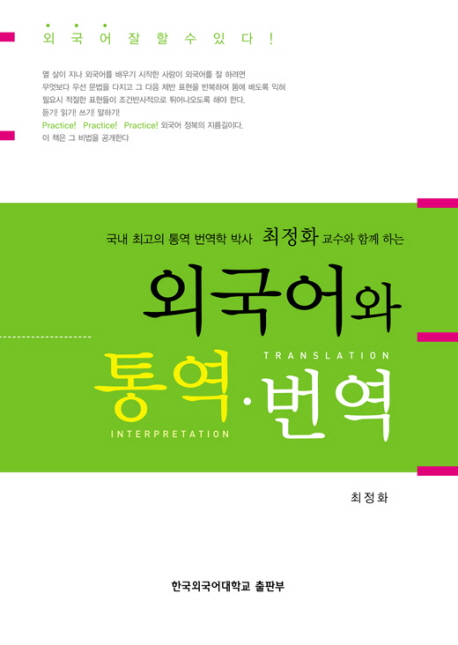 외국어 잘 할 수 있 다 !
열 살이 지나 외국어를 배우기 시작한 사람이 외국어를 잘 하려면
무엇보다 우선 문법을 다지고 그 다음 제반 표현을 반복하여 몸에 베도록 익혀
필요시 적절한 표현들이 조건반사적으로 튀어나오도록 해야 한다.
듣기! 읽기! 쓰기! 말하기!
Practice! Practice! Practice! 외국어 정복의 지름길이다.
이 책은 그 비법을 공개한다
국내 최고의 통역 번역학 박사 최정화 교수와 함께 하는
외국어와
TRANSLATION
통역·번역
INTERPRETATION
최정화
한국외국어대학교 출판부